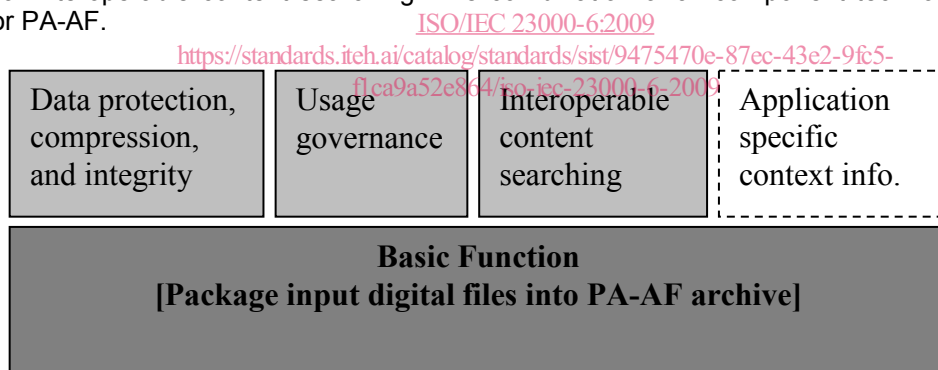 or PA-AF.
ISO/IEC 23000-6:2009
https://standards.iteh.ai/catalog/standards/sist/9475470e-87ec-43e2-9fc5-
f1ca9a52e864/iso-iec-23000-6-2009
Data protection,
compression,
and integrity
Usage
governance
Interoperable
content
searching
Application
specific
context info.
Basic Function
[Package input digital files into PA-AF archive]